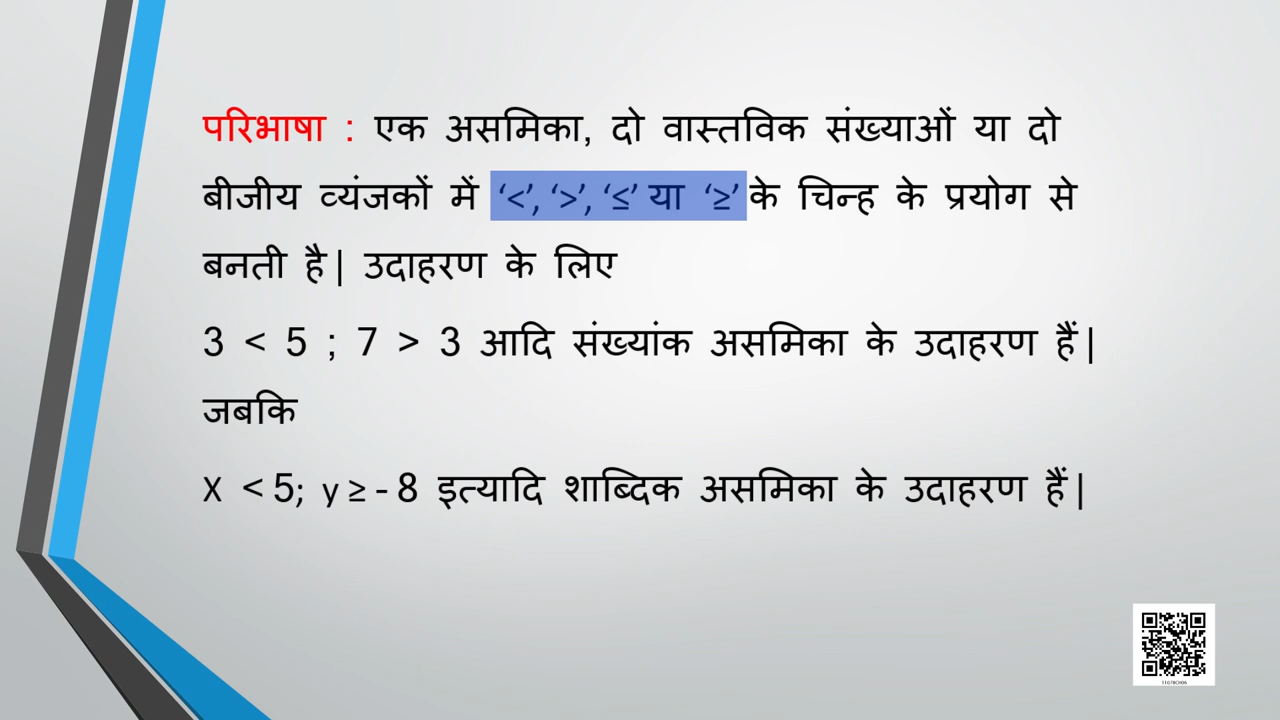 परिभाषा : एक असमिका, दो वास्तविक संख्याओं या दो
बीजीय व्यंजकों में ‘<’, ‘>’, ‘≤’ या ‘≥’ के चिन्ह के प्रयोग से
बनती है| उदाहरण के लिए
3 < 5 ; 7 > 3 आदि संख्यांक असमिका के उदाहरण हैं|
जबकि
X < 5; y ≥ - 8 इत्यादि शाब्दिक असमिका के उदाहरण हैं|